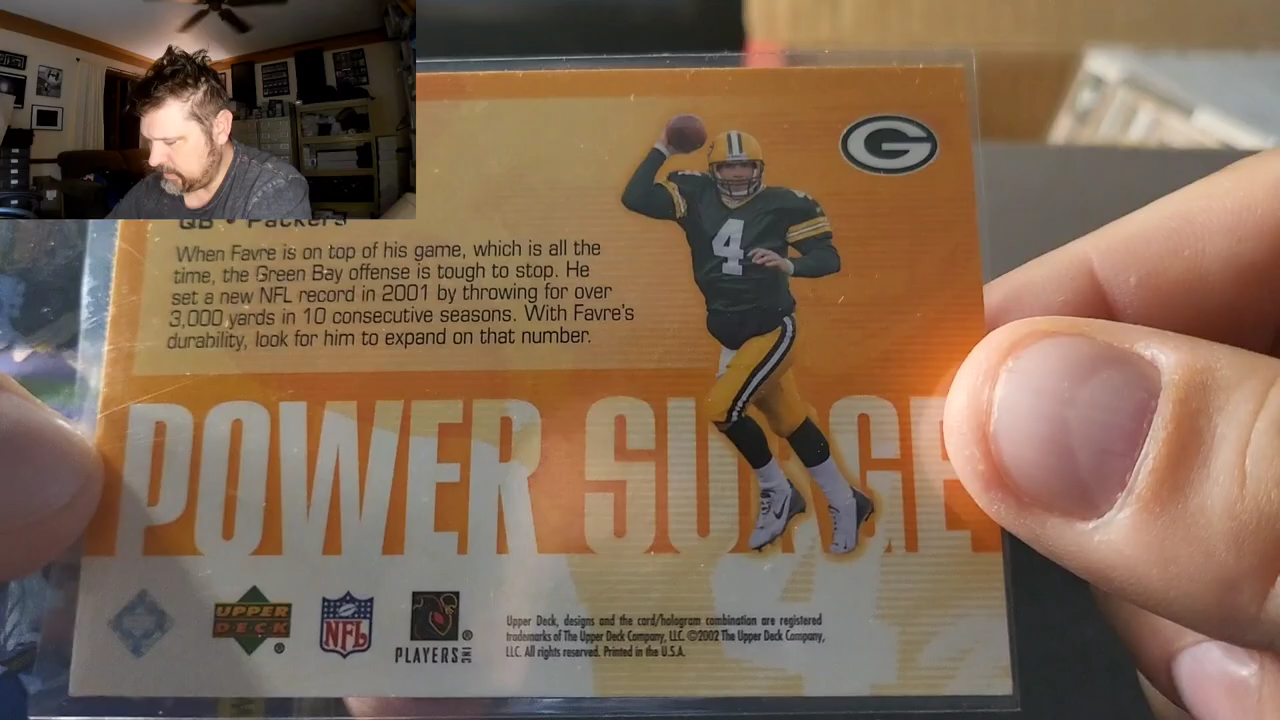 QB • Packers
When Favre is on top of his game, which is all the
time, the Green Bay offense is tough to stop. He
set a new NFL record in 2001 by throwing for over
3,000 yards in 10 consecutive seasons. With Favre's
durability, look for him to expand on that number.
G
4
POWER SURGE
UPPER
DECK
®
NFL
PLAYERS INC
®
Upper Deck, designs and the card/hologram combination are registered
trademarks of The Upper Deck Company, LLC. ©2002 The Upper Deck Company,
LLC. All rights reserved. Printed in the U.S.A.